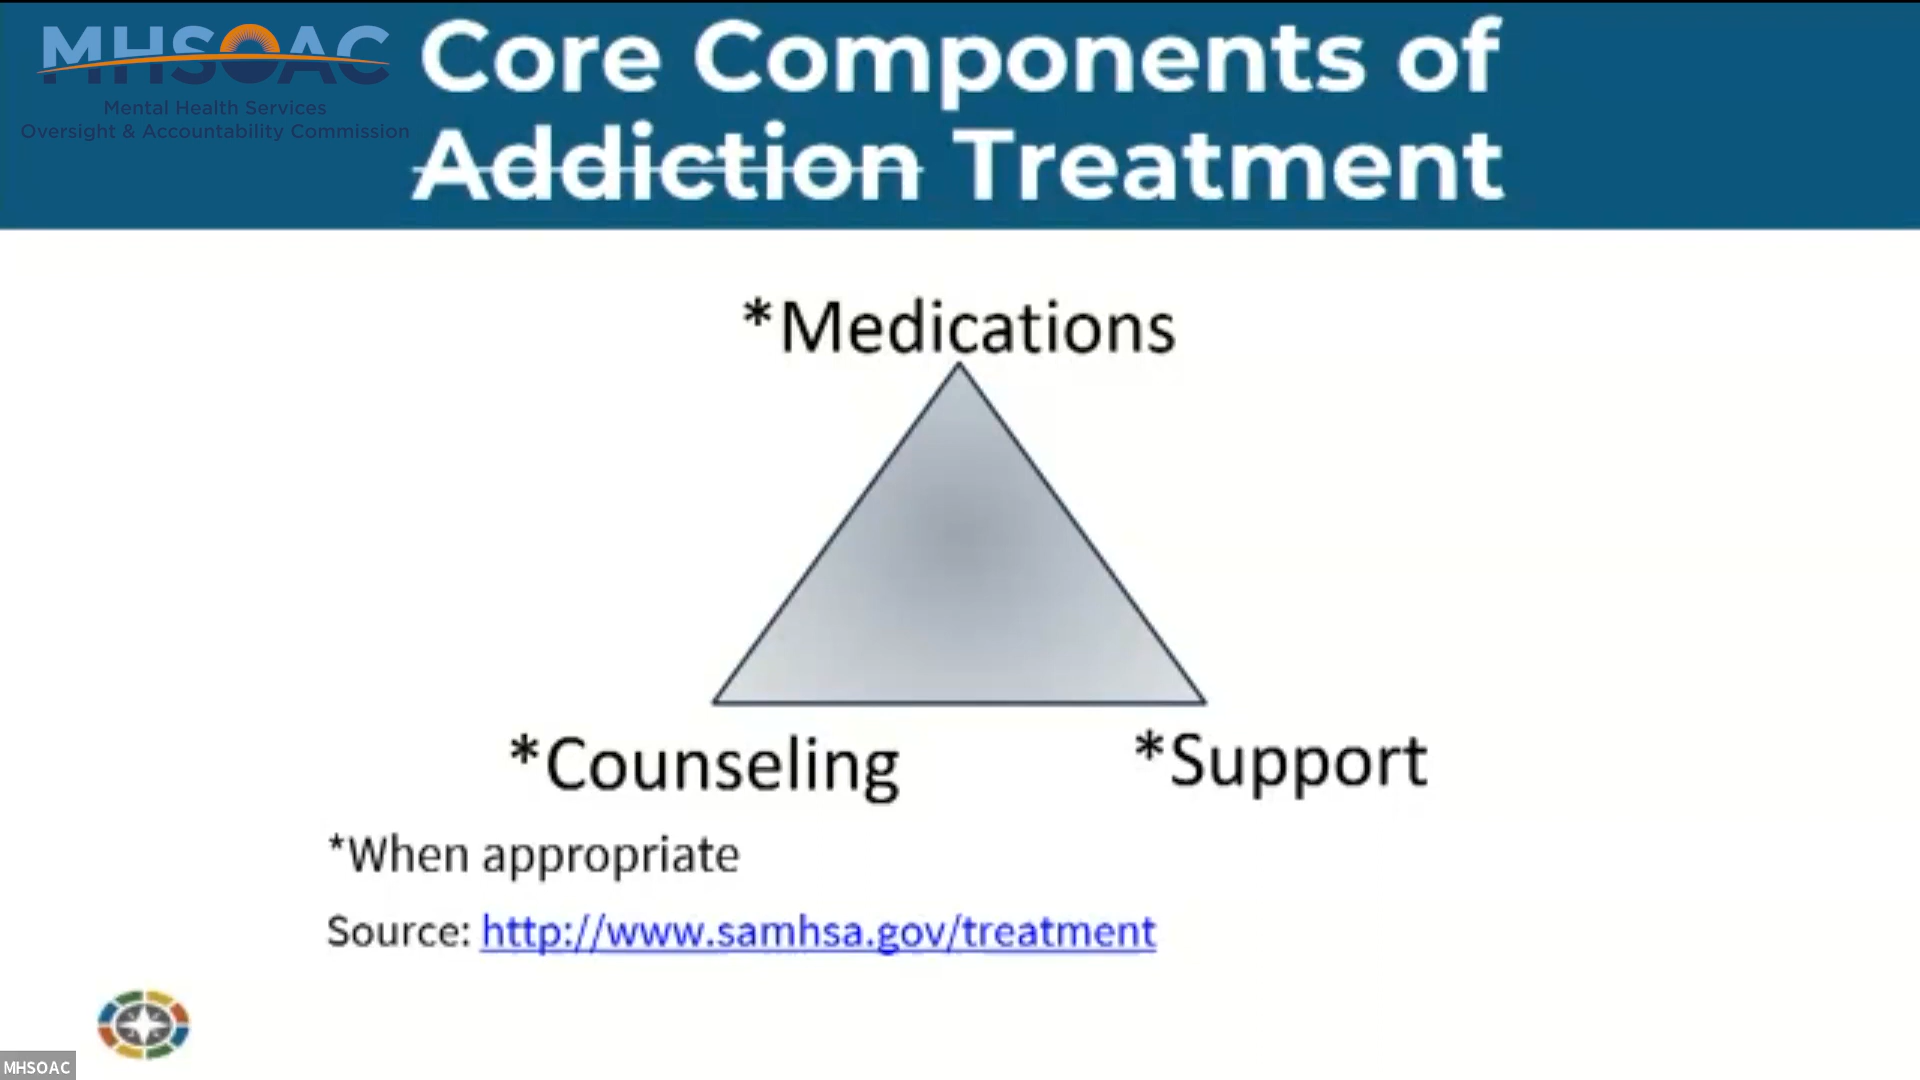 MHSOAC
Mental Health Services
Oversight & Accountability Commission
Core Components of
Addiction Treatment
*Medications
*Counseling
*Support
*When appropriate
Source: http://www.samhsa.gov/treatment
MHSOAC